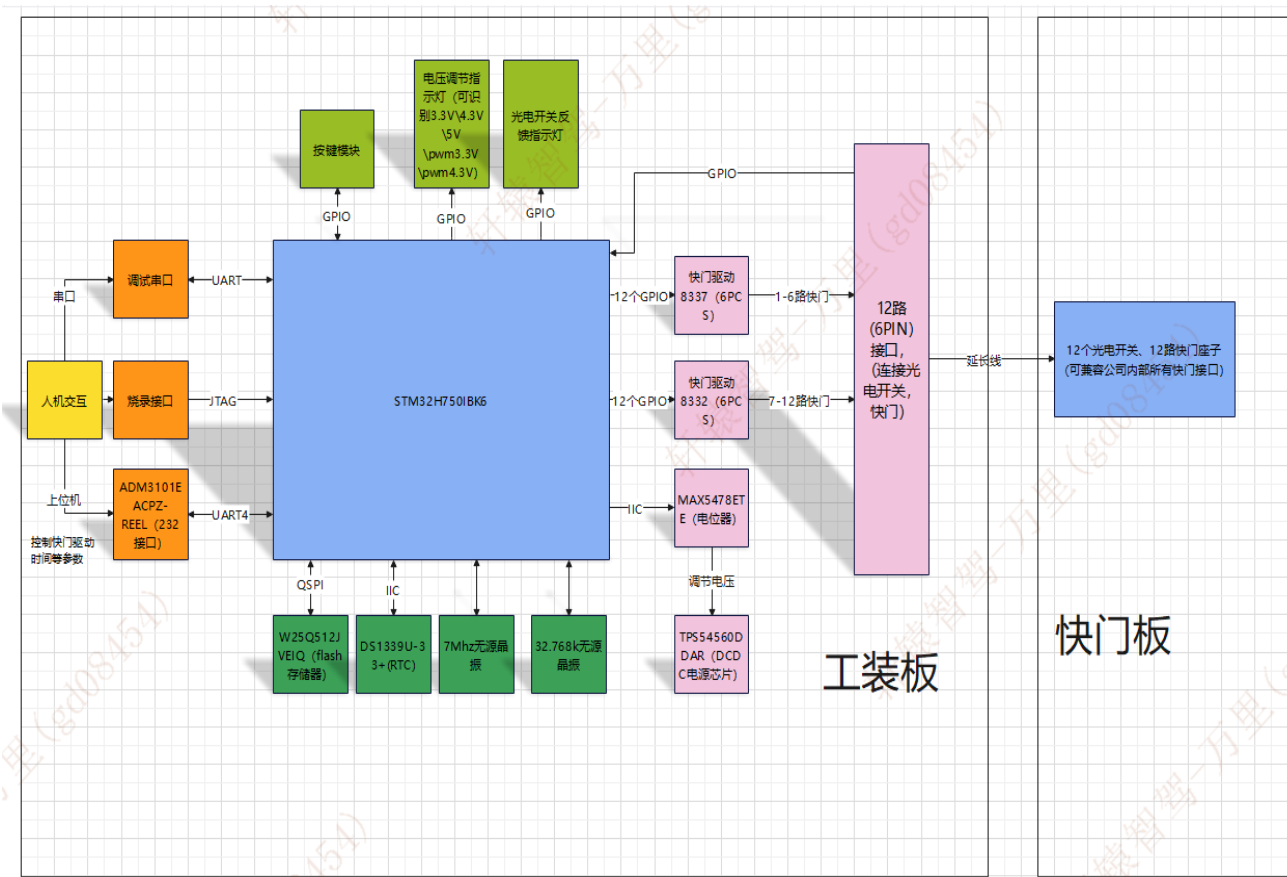 电压调节指
示灯（可识
别3.3V\4.3V
\5V
\pwm3.3V
\pwm4.3V）
光电开关反
馈指示灯
按键模块
GPIO
GPIO
GPIO
GPIO
调试串口
UART
串口
人机交互
烧录接口
JTAG
上位机
控制快门驱动
时间等参数
ADM3101E
ACPZ-
REEL（232
接口）
UART4
STM32H750IBK6
12个GPIO
快门驱动
8337（6PC
S）
1-6路快门
12个GPIO
快门驱动
8332（6PC
S）
7-12路快门
IIC
MAX5478ET
E（电位器）
调节电压
TPS54560D
DAR（DCD
C电源芯片）
12路
（6PIN）
接口，
（连接光
电开关，
快门）
延长线
12个光电开关、12路快门座子
(可兼容公司内部所有快门接口)
QSPI
IIC
W25Q512J
VEIQ（flash
存储器）
DS1339U-3
3+(RTC)
7Mhz无源晶
振
32.768k无源
晶振
工装板
快门板
轩辕智驾-万里(gd08454)